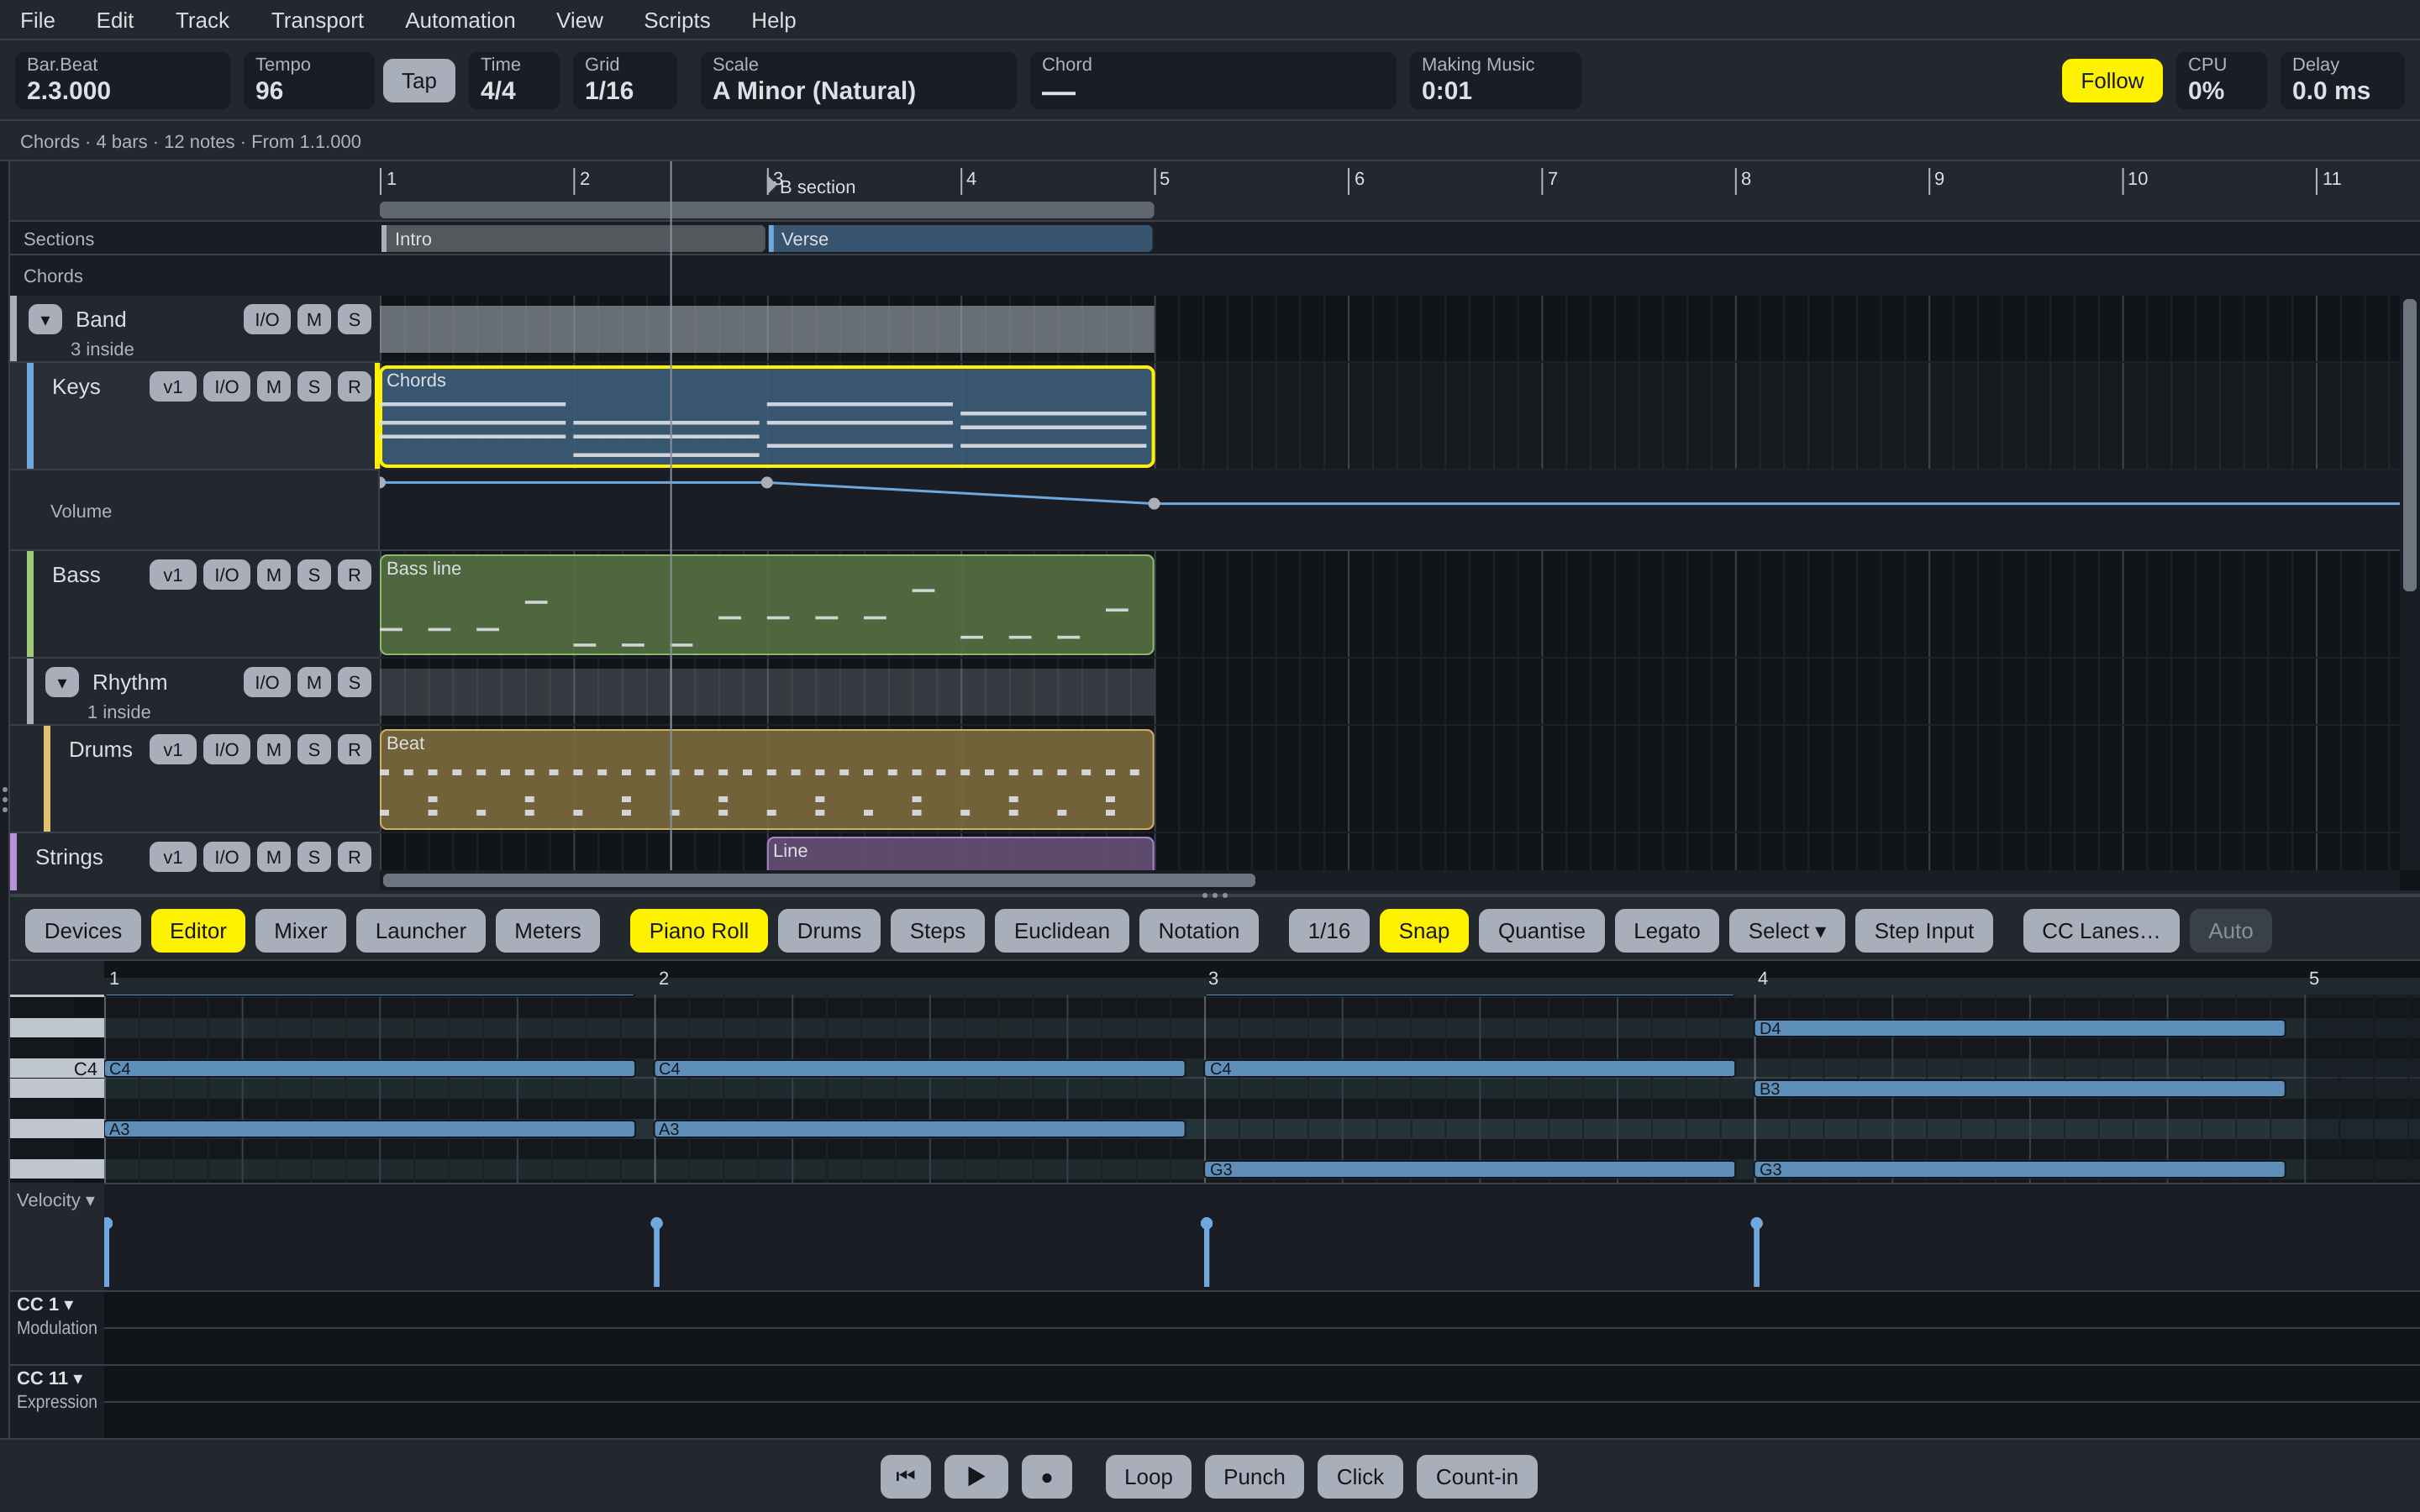 File Edit Track Transport Automation View Scripts Help
Bar.Beat Tempo Time Grid Scale Chord Making Music CPU Delay
2.3.000 96 Tap 4/4 1/16 A Minor (Natural) — 0:01 Follow 0% 0.0 ms
Chords · 4 bars · 12 notes · From 1.1.000
1 2 3 4 5 6 7 8 9 10 11
B section
Sections Intro Verse
Chords
▾ Band I/O M S
3 inside
Keys v1 I/O M S R Chords
Volume
Bass v1 I/O M S R Bass line
▾ Rhythm I/O M S
1 inside
Drums v1 I/O M S R Beat
Strings v1 I/O M S R Line
Devices Editor Mixer Launcher Meters Piano Roll Drums Steps Euclidean Notation 1/16 Snap Quantise Legato Select ▾ Step Input CC Lanes… Auto
1 2 3 4 5
D4
C4 C4 C4 C4
B3
A3 A3
G3 G3
Velocity ▾
CC 1 ▾
Modulation
CC 11 ▾
Expression
Loop Punch Click Count-in